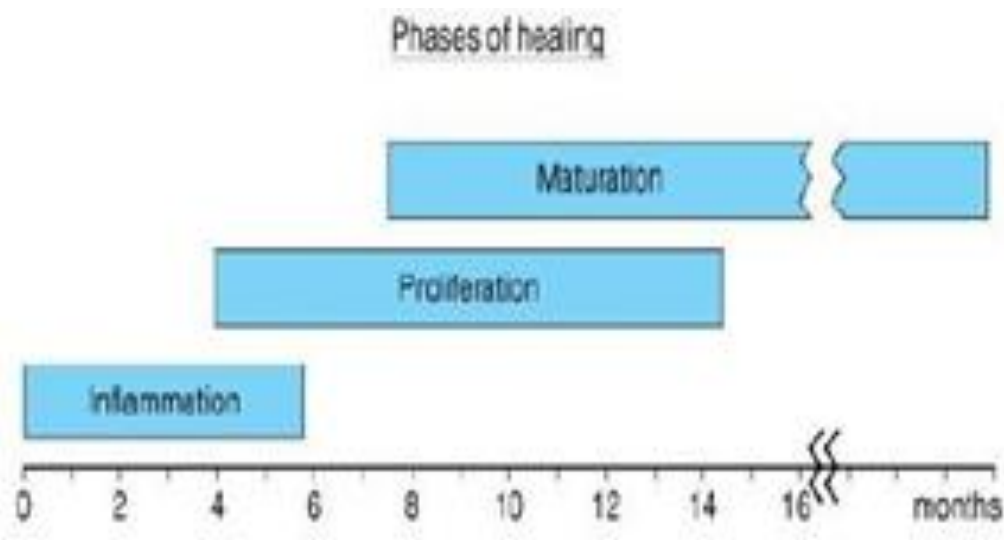 Phases of healing
Maturation
Proliferation
Inflammation
0 2 4 6 8 10 12 14 16 months